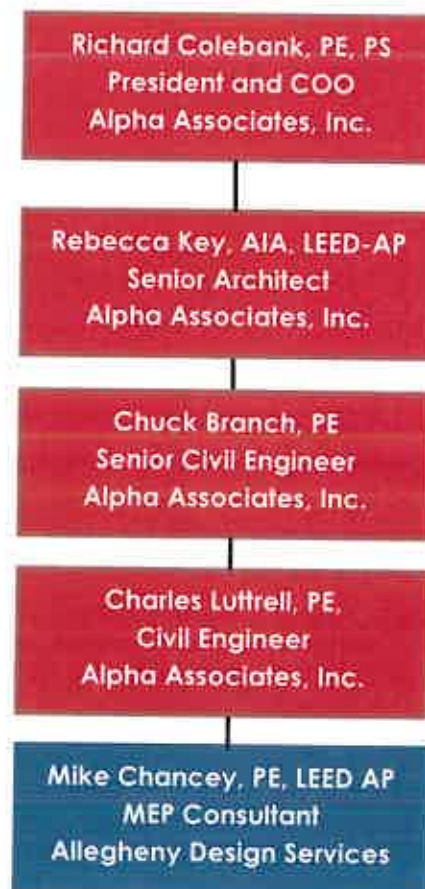 Richard Colebank, PE, PS
President and COO
Alpha Associates, Inc.
Rebecca Key, AIA, LEED-AP
Senior Architect
Alpha Associates, Inc.
Chuck Branch, PE
Senior Civil Engineer
Alpha Associates, Inc.
Charles Luttrell, PE,
Civil Engineer
Alpha Associates, Inc.
Mike Chancey, PE, LEED AP
MEP Consultant
Allegheny Design Services